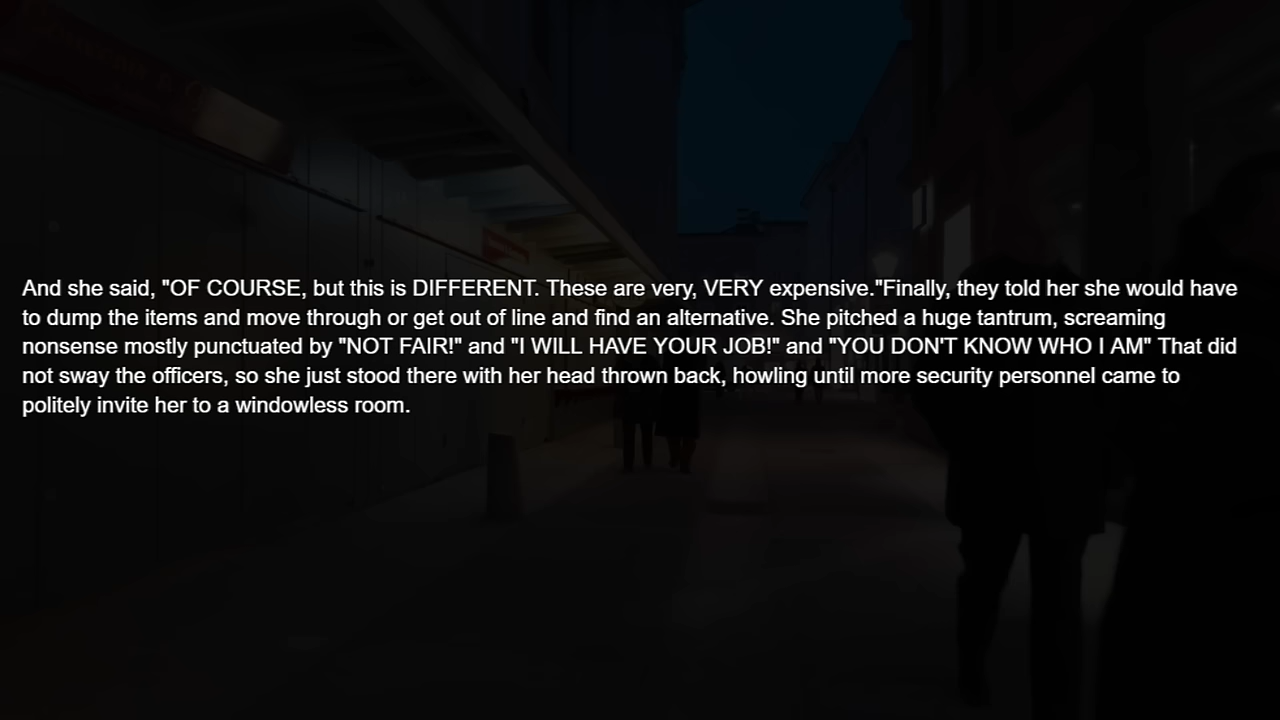 And she said, "OF COURSE, but this is DIFFERENT. These are very, VERY expensive."Finally, they told her she would have
to dump the items and move through or get out of line and find an alternative. She pitched a huge tantrum, screaming
nonsense mostly punctuated by "NOT FAIR!" and "I WILL HAVE YOUR JOB!" and "YOU DON'T KNOW WHO I AM" That did
not sway the officers, so she just stood there with her head thrown back, howling until more security personnel came to
politely invite her to a windowless room.